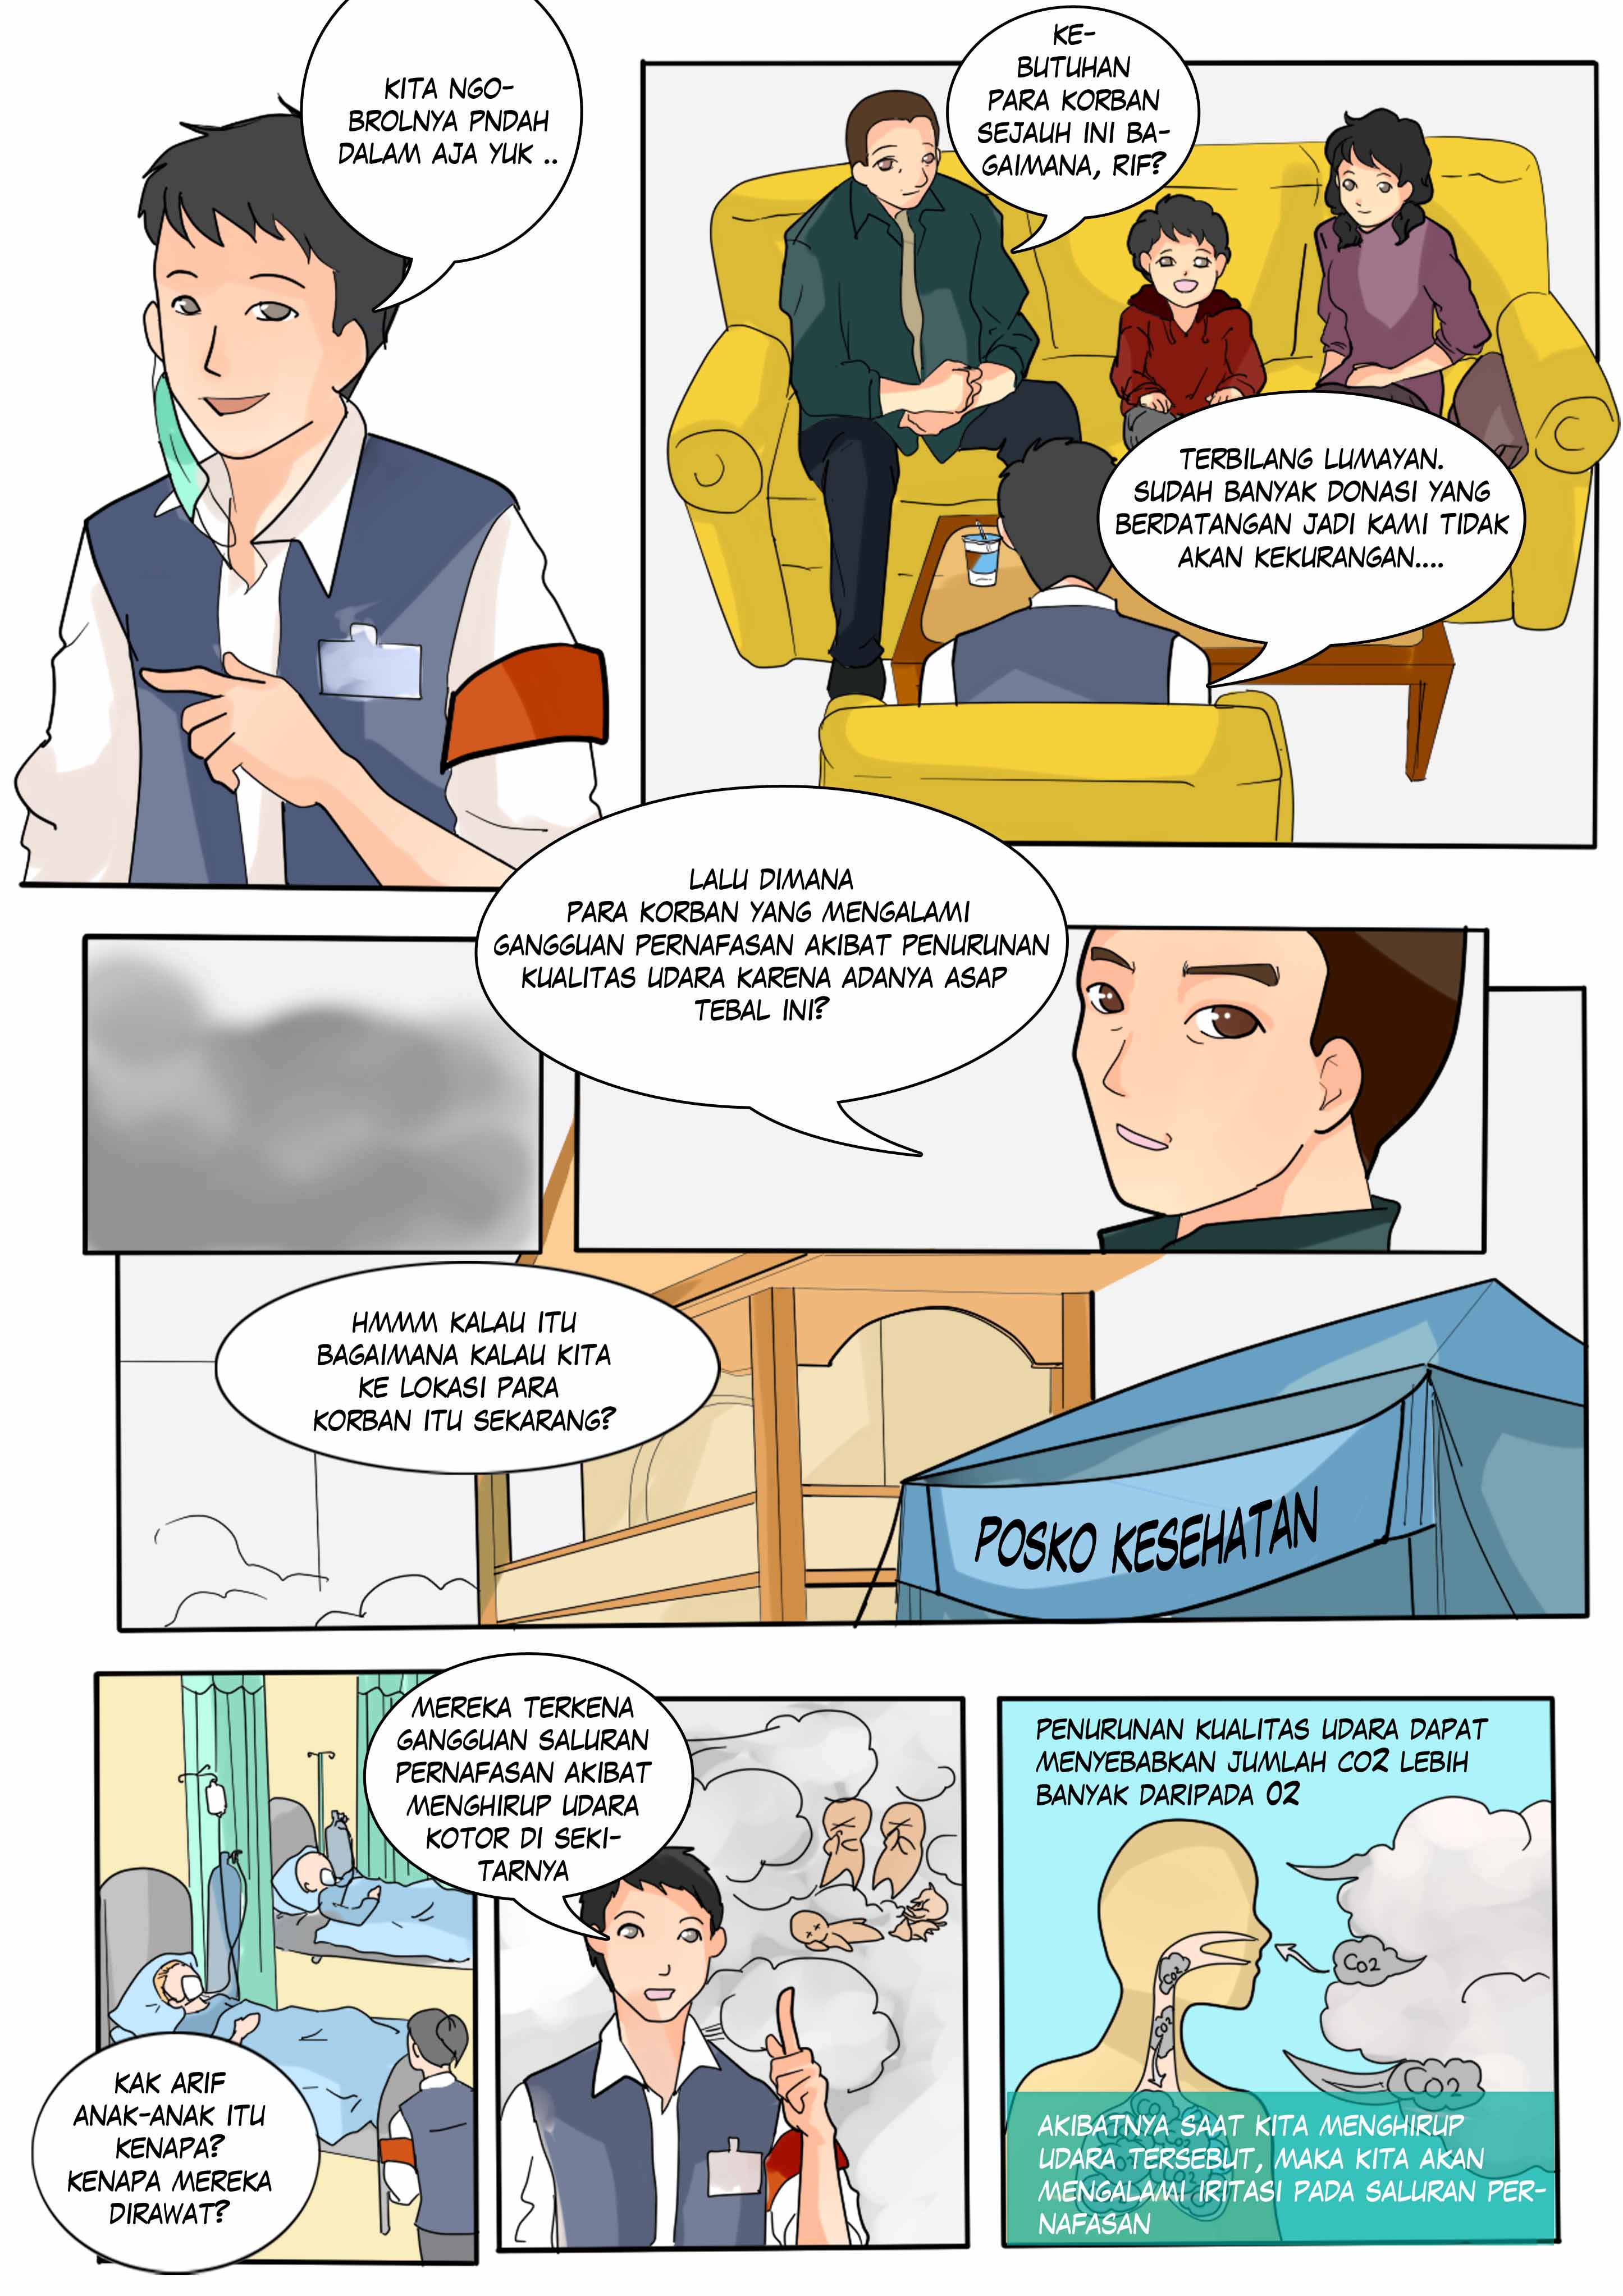 KITA NGO-
BROLNYA PNDAH
DALAM AJA YUK ..
KE-
BUTUHAN
PARA KORBAN
SEJAUH INI BA-
GAIMANA, RIF?
TERBILANG LUMAYAN.
SUDAH BANYAK DONASI YANG
BERDATANGAN JADI KAMI TIDAK
AKAN KEKURANGAN....
LALU DIMANA
PARA KORBAN YANG MENGALAMI
GANGGUAN PERNAFASAN AKIBAT PENURUNAN
KUALITAS UDARA KARENA ADANYA ASAP
TEBAL INI?
HMMM KALAU ITU
BAGAIMANA KALAU KITA
KE LOKASI PARA
KORBAN ITU SEKARANG?
POSKO KESEHATAN
KAK ARIF
ANAK-ANAK ITU
KENAPA?
KENAPA MEREKA
DIRAWAT?
MEREKA TERKENA
GANGGUAN SALURAN
PERNAFASAN AKIBAT
MENGHIRUP UDARA
KOTOR DI SEKI-
TARNYA
PENURUNAN KUALITAS UDARA DAPAT
MENYEBABKAN JUMLAH CO2 LEBIH
BANYAK DARIPADA O2
CO2
CO2
CO2
CO2
AKIBATNYA SAAT KITA MENGHIRUP
UDARA TERSEBUT, MAKA KITA AKAN
MENGALAMI IRITASI PADA SALURAN PER-
NAFASAN